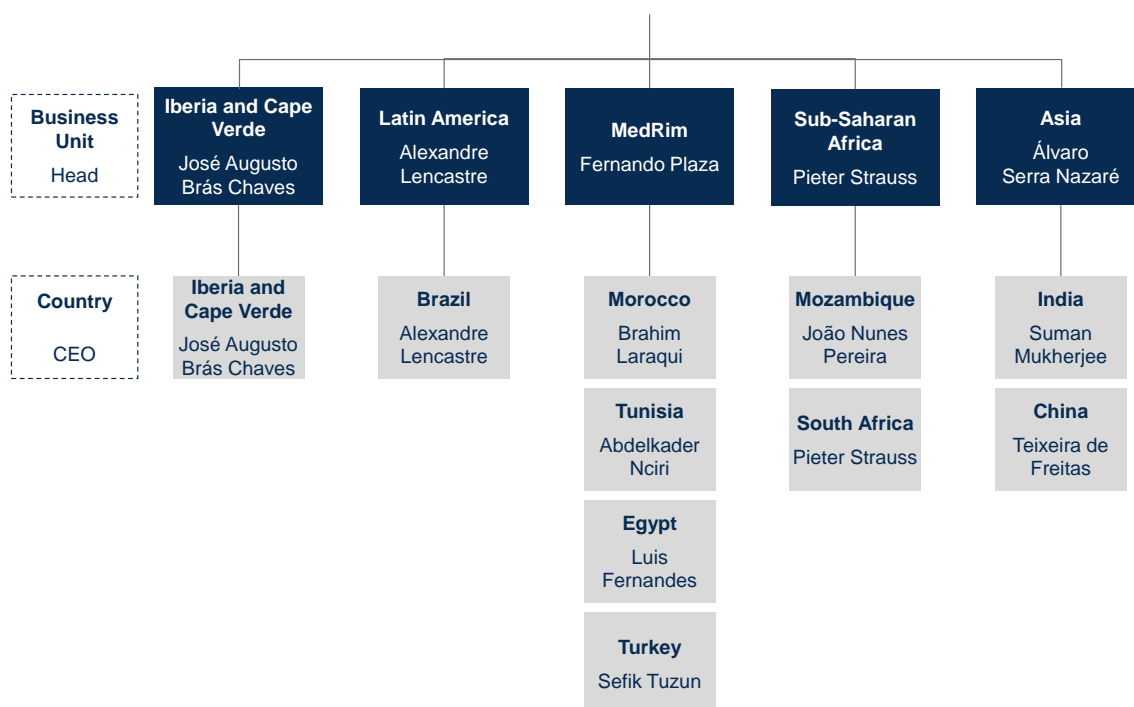 Business
Unit
Head
Iberia and Cape
Verde
José Augusto
Brás Chaves
Latin America
Alexandre
Lencastre
MedRim
Fernando Plaza
Sub-Saharan
Africa
Pieter Strauss
Asia
Álvaro
Serra Nazaré
Country
CEO
Iberia and
Cape Verde
José Augusto
Brás Chaves
Brazil
Alexandre
Lencastre
Morocco
Brahim
Laraqui
Mozambique
João Nunes
Pereira
India
Suman
Mukherjee
Tunisia
Abdelkader
Nciri
South Africa
Pieter Strauss
China
Teixeira de
Freitas
Egypt
Luis
Fernandes
Turkey
Sefik Tuzun